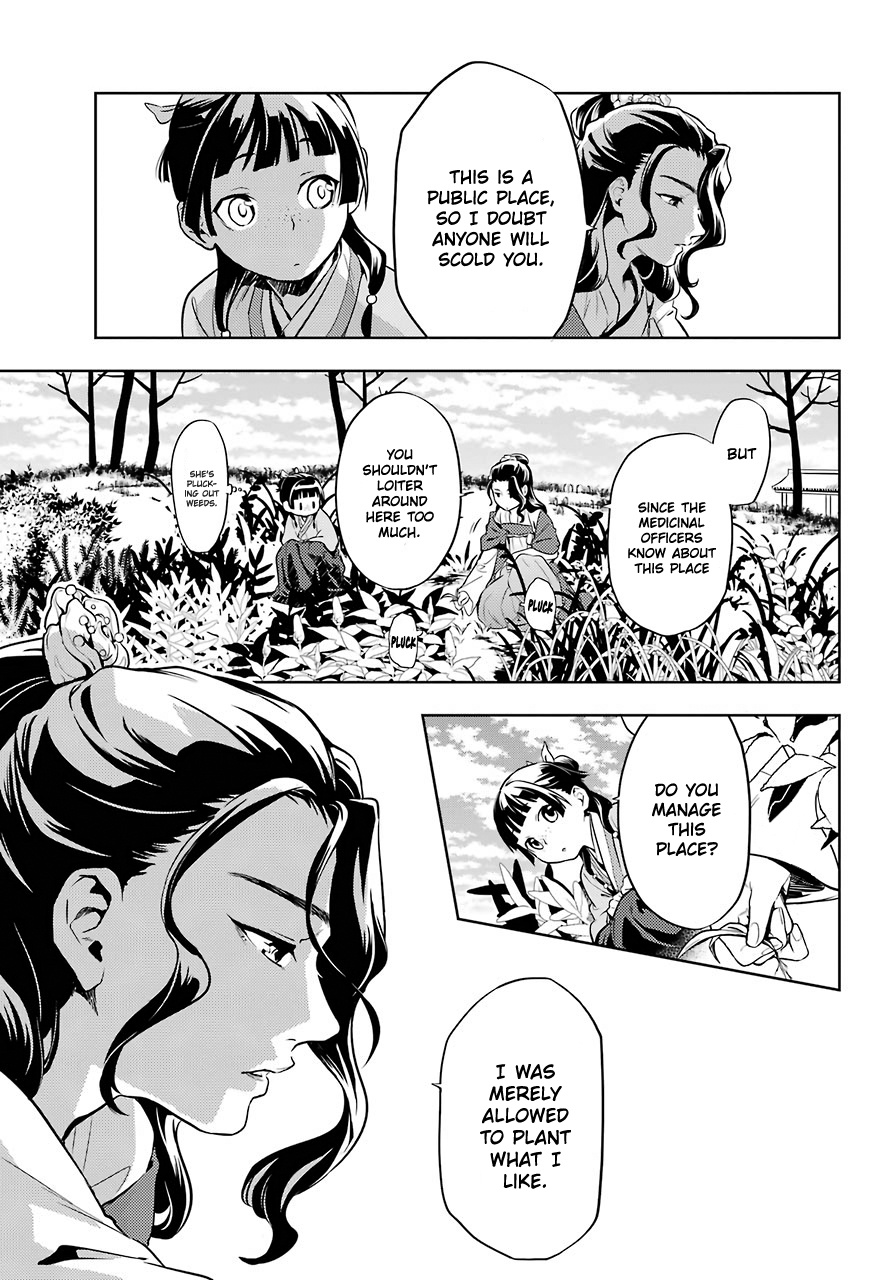 THIS IS A
PUBLIC PLACE,
SO I DOUBT
ANYONE WILL
SCOLD YOU.
BUT
SINCE THE
MEDICINAL
OFFICERS
KNOW ABOUT
THIS PLACE
PLUCK
YOU
SHOULDN'T
LOITER
AROUND
HERE TOO
MUCH.
PLUCK
SHE'S
PLUCK-
ING OUT
WEEDS.
DO YOU
MANAGE
THIS
PLACE?
I WAS
MERELY
ALLOWED
TO PLANT
WHAT I
LIKE.